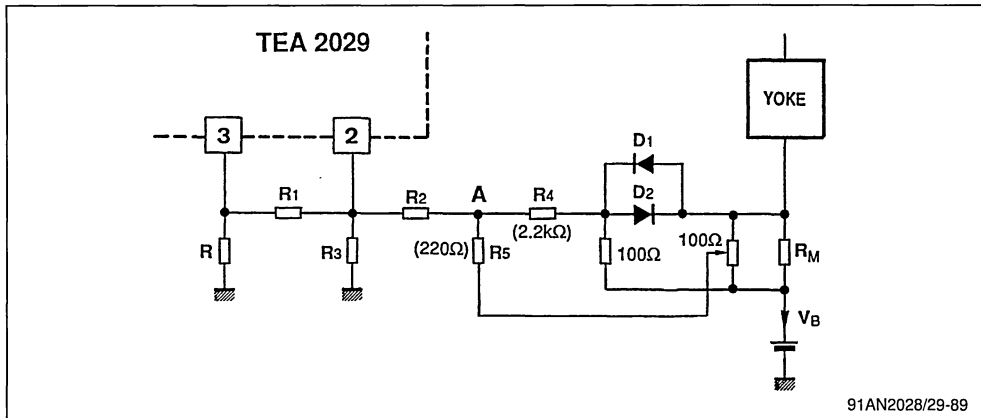 TEA 2029
YOKE
3
2
D1
R1
R2
A
R4
D2
(2.2kΩ)
R
R3
(220Ω)
R5
100Ω
100Ω
RM
VB
91AN2028/29-89